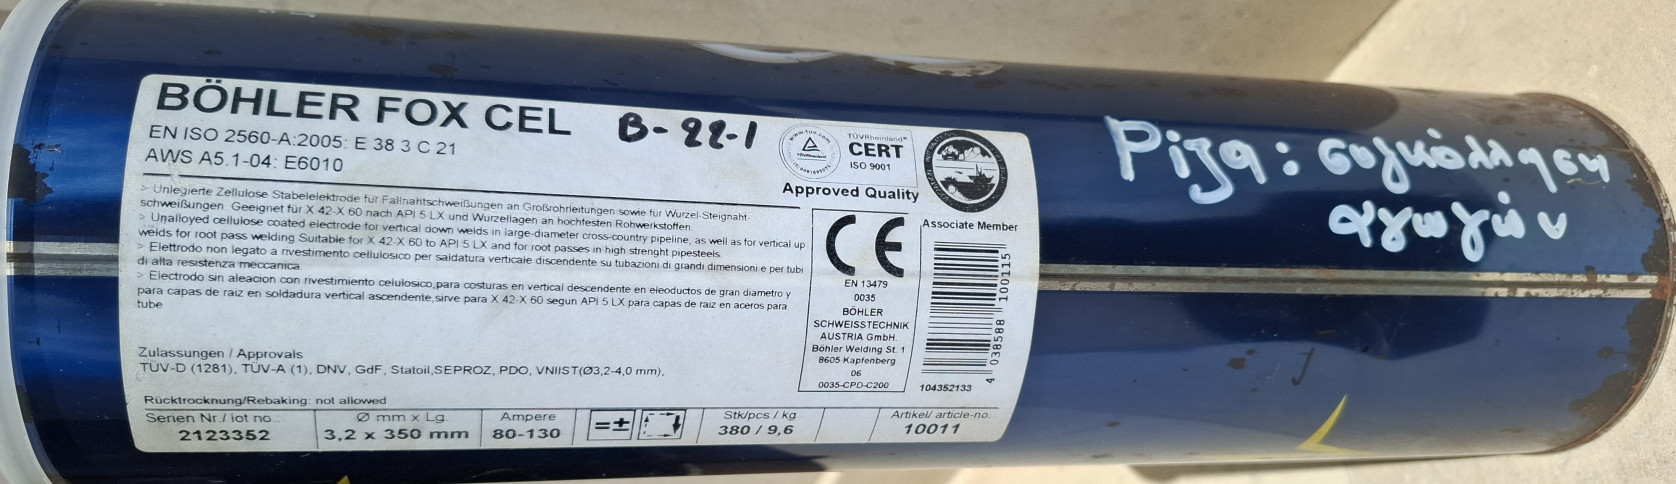 BÖHLER FOX CEL
B-22-1
EN ISO 2560-A:2005: E 38 3 C 21
AWS A5.1-04: E6010
> Unlegierte Zellulose Stabelelektrode für Fallnahtschweißungen an Großrohrleitungen sowie für Wurzel-Steignaht-
schweißungen. Geeignet für X 42-X 60 nach API 5 LX und Wurzellagen an hochfesten Rohwerkstoffen
> Unalloyed cellulose coated electrode for vertical down welds in large-diameter cross-country pipeline, as well as for vertical up
welds for root pass welding Suitable for X 42-X 60 to API 5 LX and for root passes in high strenght pipesteels.
> Elettrodo non legato a rivestimento cellulosico per saldatura verticale discendente su tubazioni di grandi dimensioni e per tubi
di alta resistenza meccanica
> Electrodo sin aleacion con rivestimiento celulosico,para costuras en vertical descendente en eleoductos de gran diametro y
para capas de raiz en soldadura vertical ascendente,sirve para X 42-X 60 segun API 5 LX para capas de raiz en aceros para
tube
Zulassungen / Approvals
TÜV-D (1281), TÜV-A (1), DNV, GdF, Statoil,SEPROZ, PDO, VNIIST(Ø3,2-4,0 mm),
Rücktrocknung/Rebaking: not allowed
Serien Nr./ lot no.:
2123352
Ø mm x Lg.
3,2 x 350 mm
Ampere
80-130
=±
Stk/pcs / kg
380 / 9,6
Artikel/ article-no.
10011
www.tuv.com
TÜVRheinland
TÜVRheinland®
CERT
ISO 9001
Approved Quality
Associate Member
CE
EN 13479
0035
BÖHLER
SCHWEISSTECHNIK
AUSTRIA GmbH.
Böhler Welding St. 1
8605 Kapfenberg
06
0035-CPD-C200
4 038588 100115
104352133
Ρίζα: συγκόλληση
αγωγών